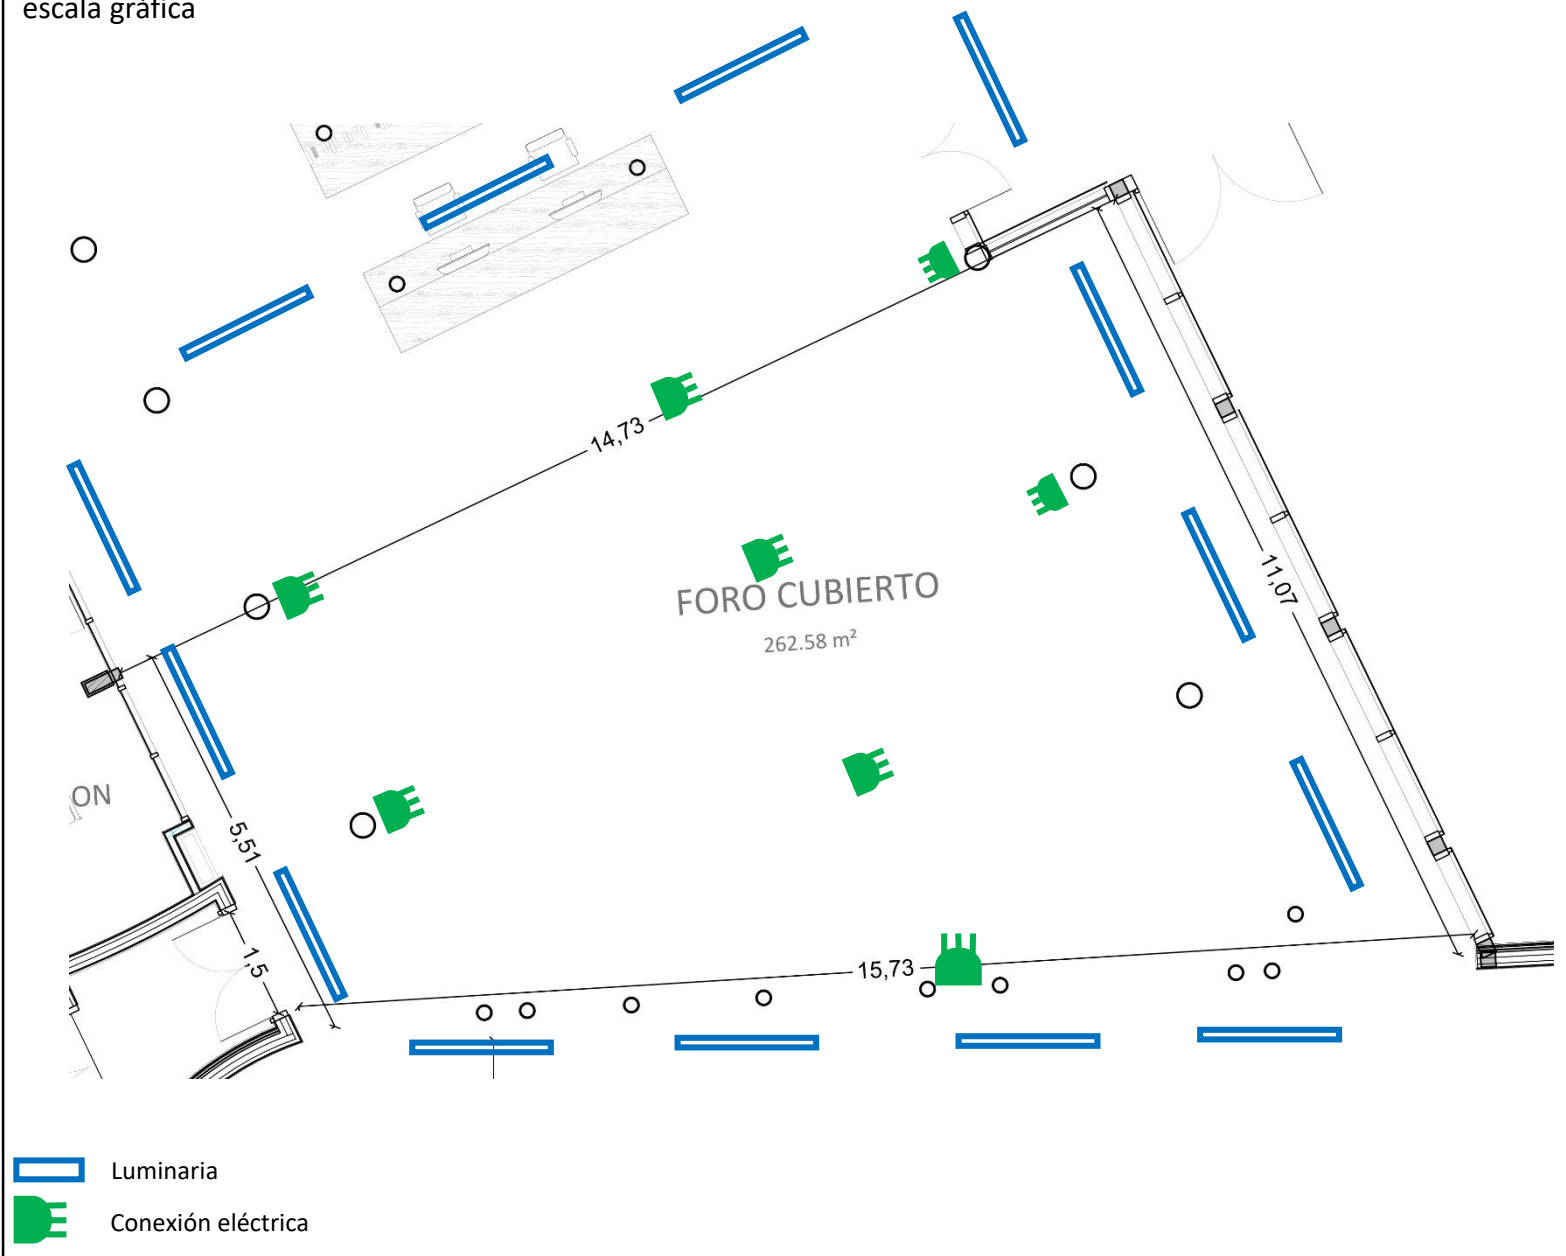 escala gráfica
14,73
FORO CUBIERTO
262.58 m²
11,07
ON
5,51
1,5
15,73
Luminaria
Conexión eléctrica